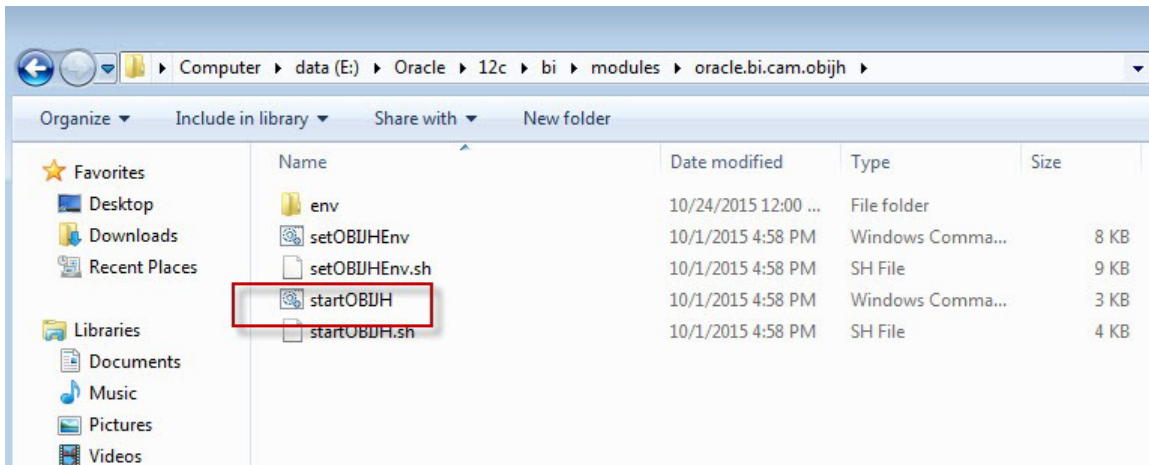 Computer data (E:) Oracle 12c bi modules oracle.bi.cam.obijh
Organize Include in library Share with New folder
Favorites
Desktop
Downloads
Recent Places
Libraries
Documents
Music
Pictures
Videos
Name Date modified Type Size
env 10/24/2015 12:00 ... File folder
setOBIJHEnv 10/1/2015 4:58 PM Windows Comma... 8 KB
setOBIJHEnv.sh 10/1/2015 4:58 PM SH File 9 KB
startOBIJH 10/1/2015 4:58 PM Windows Comma... 3 KB
startOBIJH.sh 10/1/2015 4:58 PM SH File 4 KB